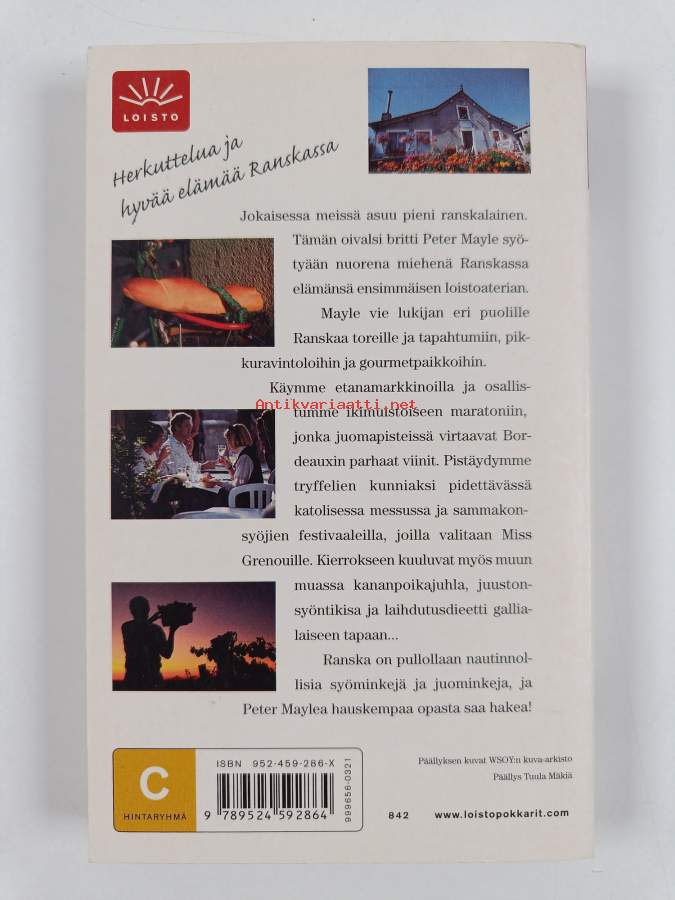 LOISTO
Herkuttelua ja
hyvää elämää Ranskassa
Jokaisessa meissä asuu pieni ranskalainen.
Tämän oivalsi britti Peter Mayle syö-
tyään nuorena miehenä Ranskassa
elämänsä ensimmäisen loistoaterian.
Mayle vie lukijan eri puolille
Ranskaa toreille ja tapahtumiin, pik-
kuravintoloihin ja gourmetpaikkoihin.
Käymme etanamarkkinoilla ja osallis-
Antikvariaatti.net
tumme ikimuistoiseen maratoniin,
jonka juomapisteissä virtaavat Bor-
deauxin parhaat viinit. Pistäydymme
tryffelien kunniaksi pidettävässä
katolisessa messussa ja sammakon-
syöjien festivaaleilla, joilla valitaan Miss
Grenouille. Kierrokseen kuuluvat myös muun
muassa kananpoikajuhla, juuston-
syöntikisa ja laihdutusdieetti gallia-
laiseen tapaan...
Ranska on pullollaan nautinnol-
lisia syöminkejä ja juominkeja, ja
Peter Maylea hauskempaa opasta saa hakea!
C
HINTARYHMÄ
ISBN 952-459-286-X
9 789524 592864
999656-0321
Päällyksen kuvat WSOY:n kuva-arkisto
Päällys Tuula Mäkiä
842 www.loistopokkarit.com